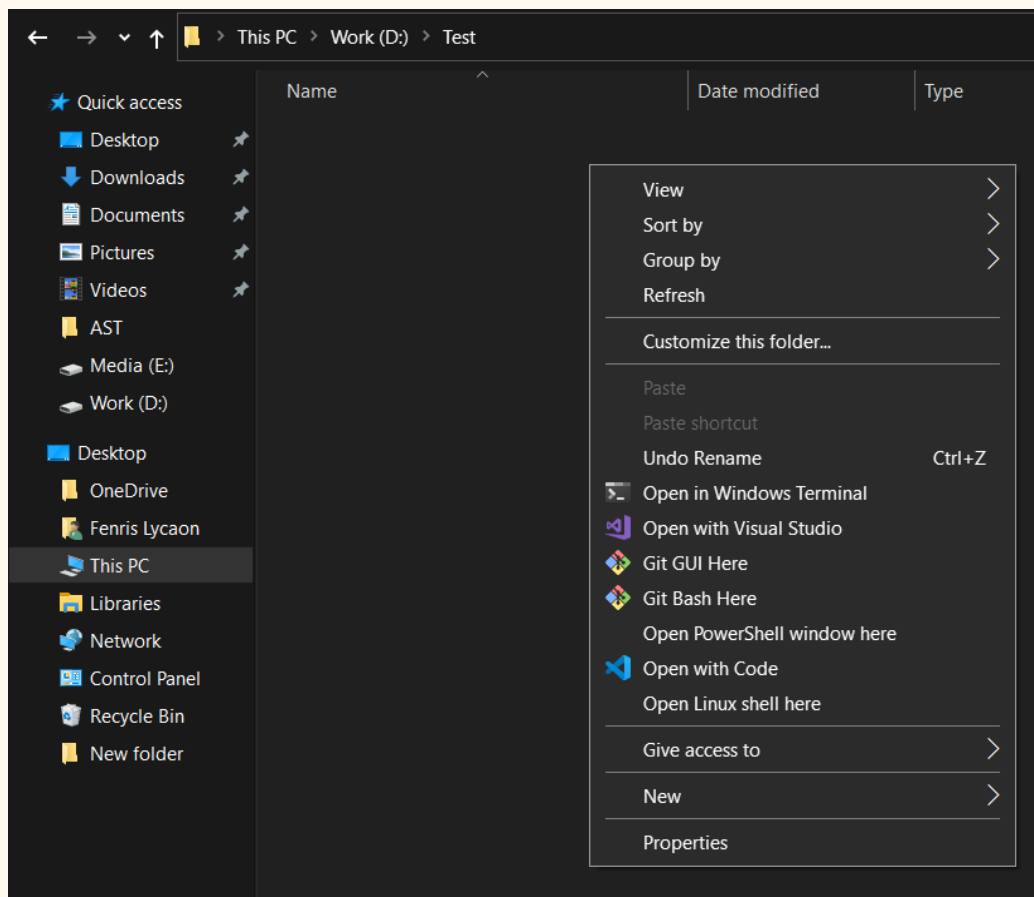 This PC > Work (D:) > Test
Name Date modified Type
Quick access
Desktop
Downloads
Documents
Pictures
Videos
AST
Media (E:)
Work (D:)
Desktop
OneDrive
Fenris Lycaon
This PC
Libraries
Network
Control Panel
Recycle Bin
New folder
View
Sort by
Group by
Refresh
Customize this folder...
Paste
Paste shortcut
Undo Rename Ctrl+Z
Open in Windows Terminal
Open with Visual Studio
Git GUI Here
Git Bash Here
Open PowerShell window here
Open with Code
Open Linux shell here
Give access to
New
Properties